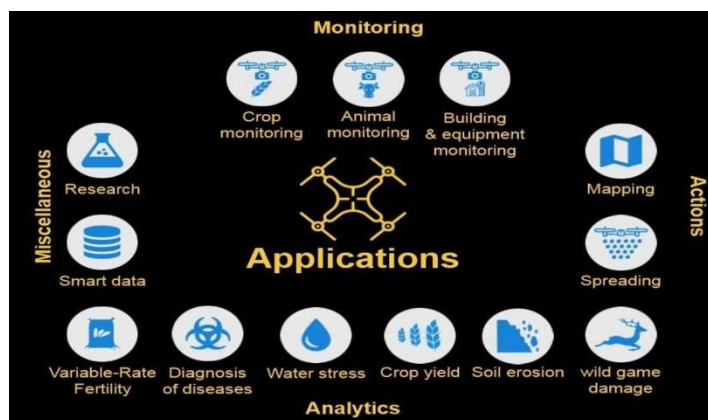 Monitoring
Crop
monitoring
Animal
monitoring
Building
& equipment
monitoring
Miscellaneous
Research
Mapping
Actions
Applications
Smart data
Spreading
Variable-Rate
Fertility
Diagnosis
of diseases
Water stress
Crop yield
Soil erosion
wild game
damage
Analytics